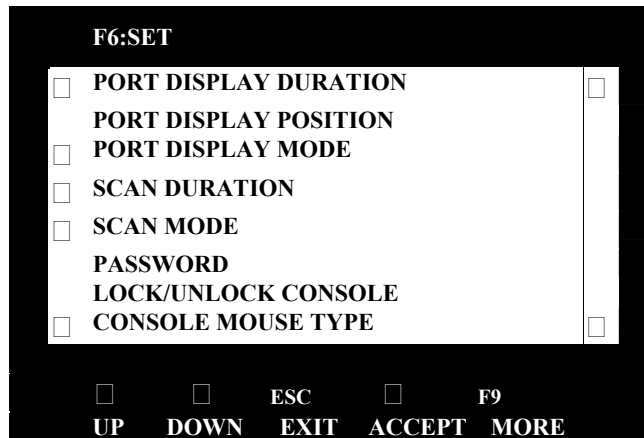 F6:SET
PORT DISPLAY DURATION
PORT DISPLAY POSITION
PORT DISPLAY MODE
SCAN DURATION
SCAN MODE
PASSWORD
LOCK/UNLOCK CONSOLE
CONSOLE MOUSE TYPE
ESC F9
UP DOWN EXIT ACCEPT MORE